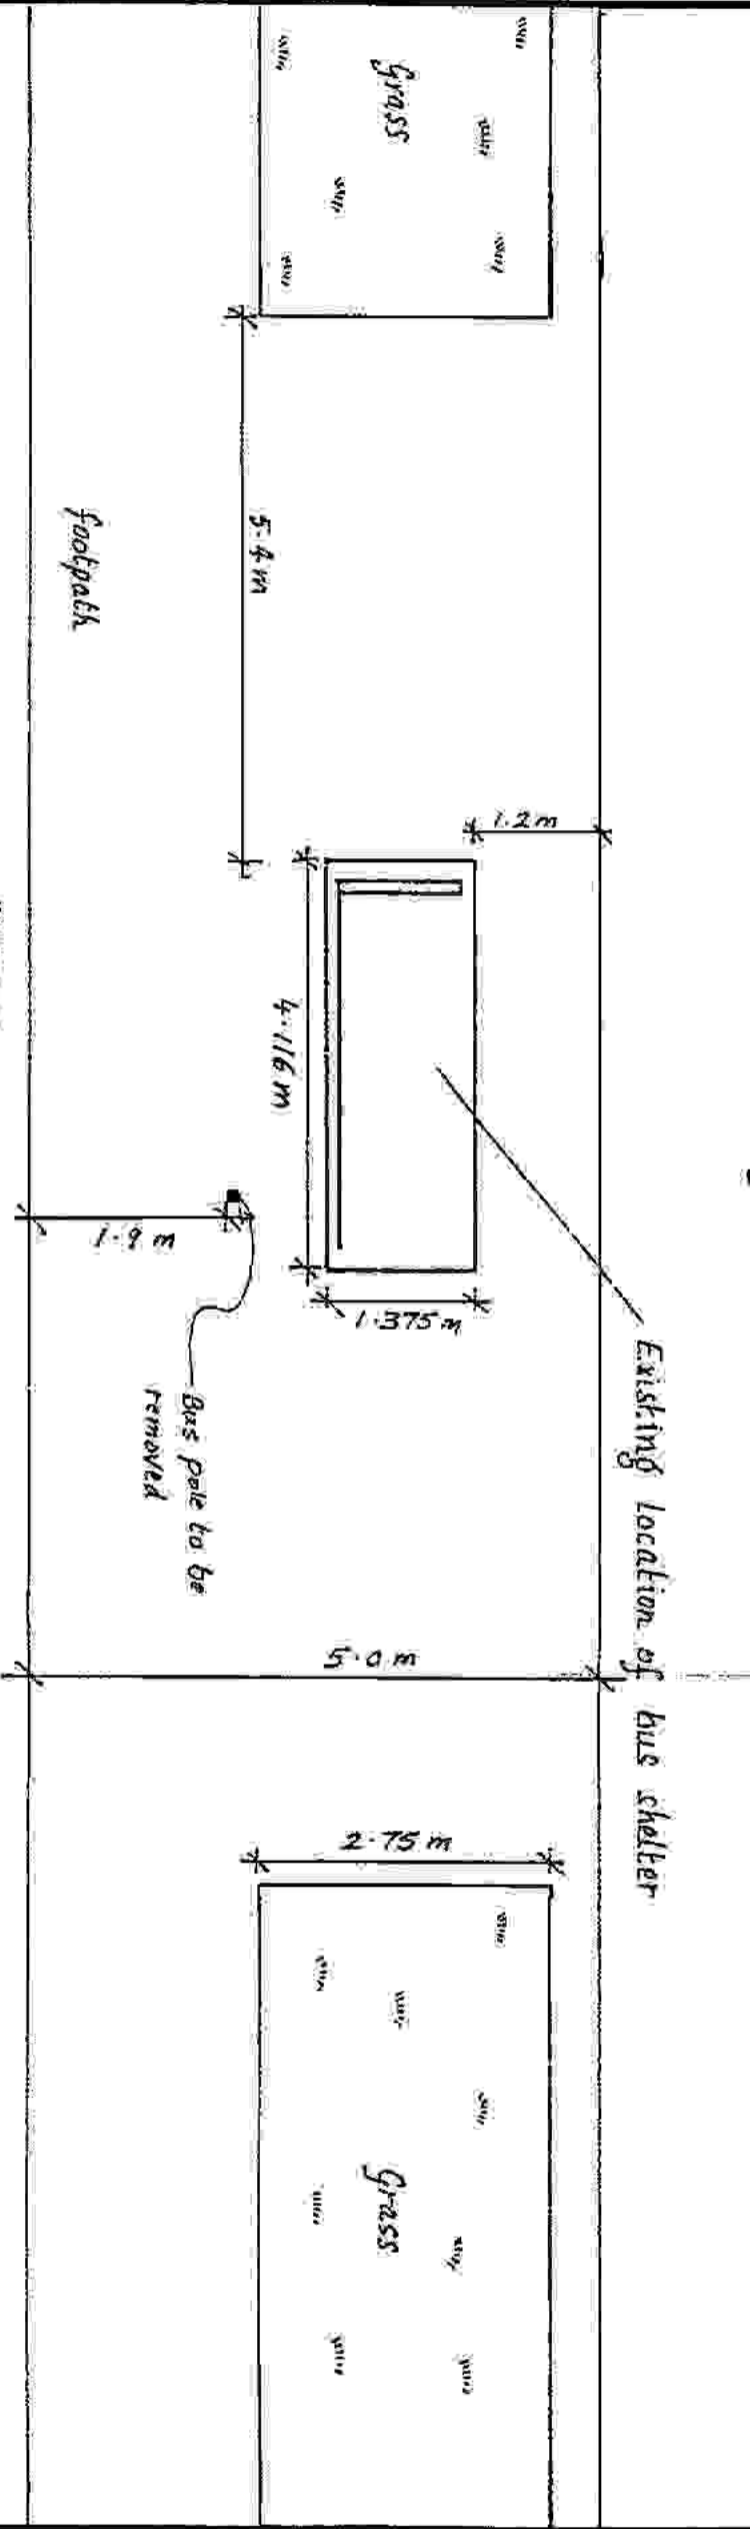 Grass
5.4 m
footpath
1.2 m
4.116 m
1.9 m
1.375 m
Bus pole to be
removed
Existing Location of bus shelter
5.0 m
2.75 m
Grass